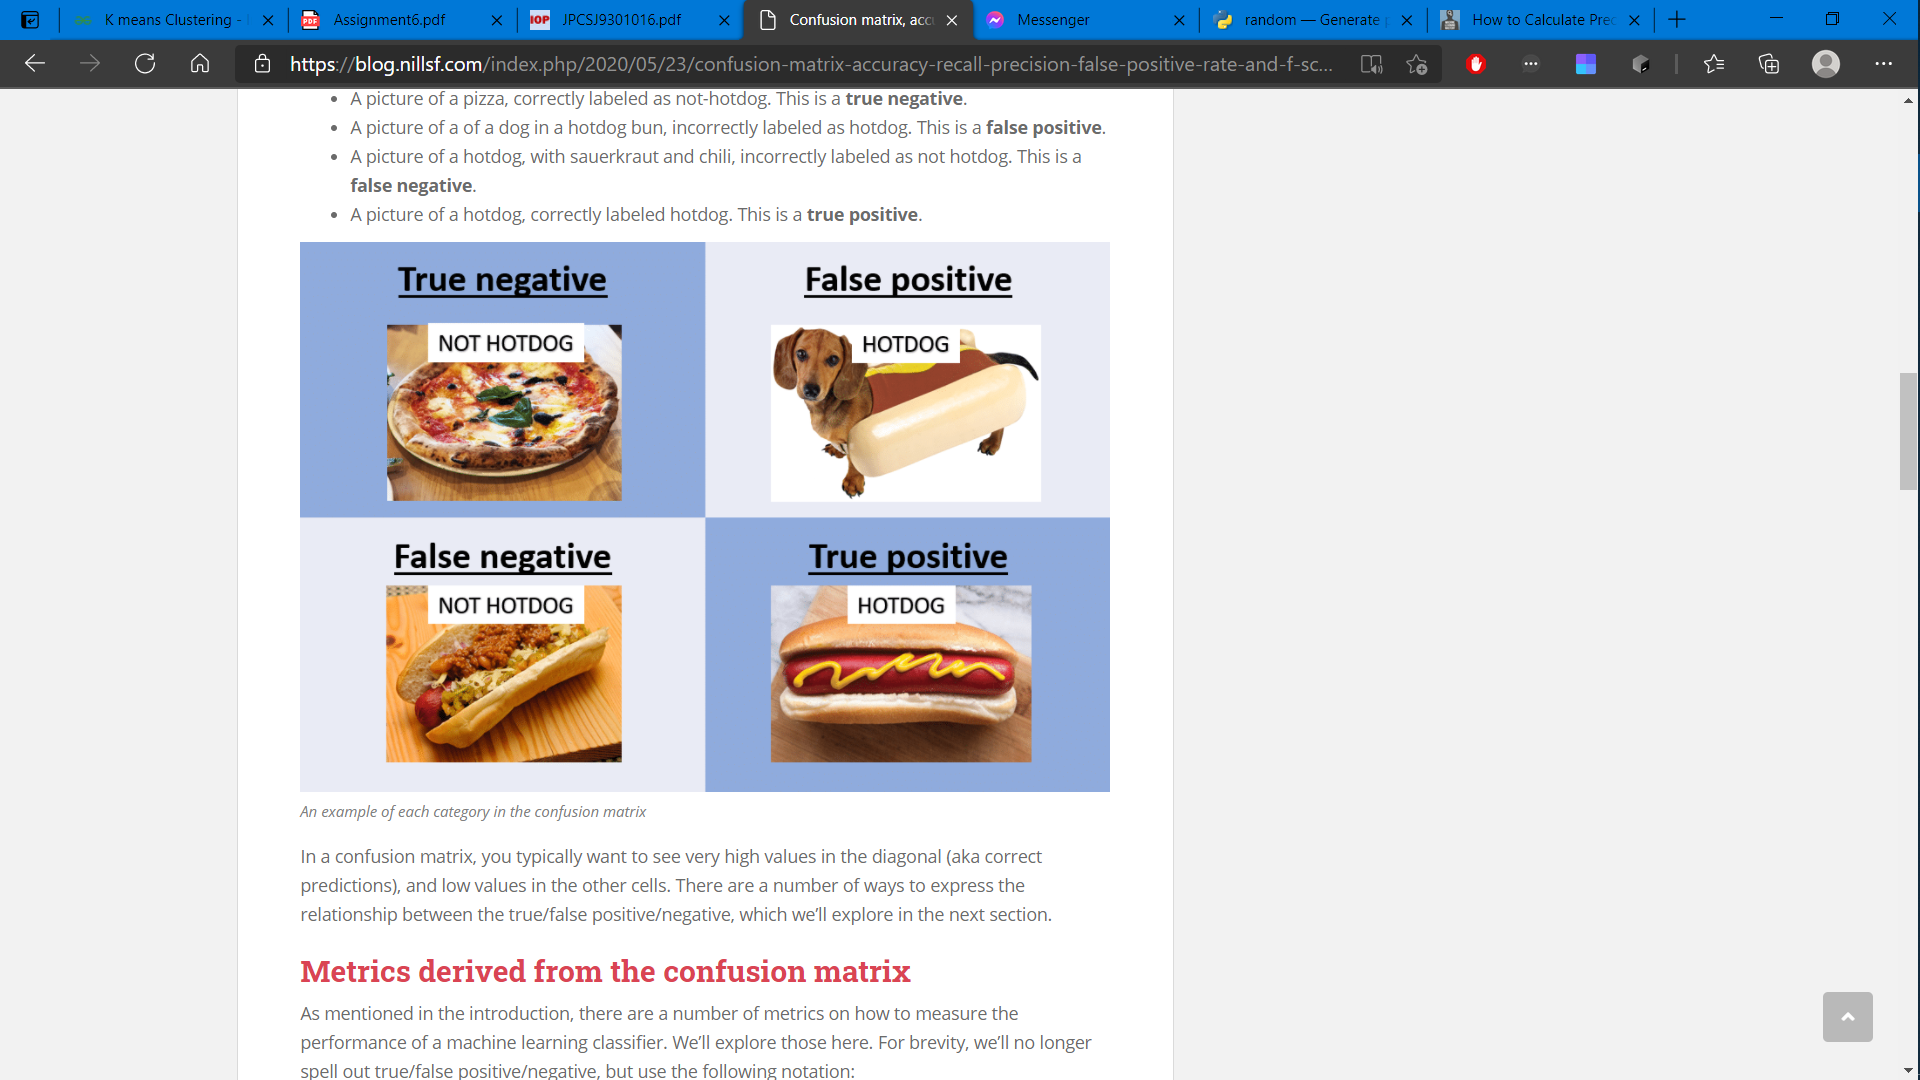 K means Clustering -
Assignment6.pdf
JPCSJ9301016.pdf
Confusion matrix, acc
Messenger
random — Generate p
How to Calculate Prec
https://blog.nillsf.com/index.php/2020/05/23/confusion-matrix-accuracy-recall-precision-false-positive-rate-and-f-sc...
A picture of a pizza, correctly labeled as not-hotdog. This is a true negative.
A picture of a of a dog in a hotdog bun, incorrectly labeled as hotdog. This is a false positive.
A picture of a hotdog, with sauerkraut and chili, incorrectly labeled as not hotdog. This is a
false negative.
A picture of a hotdog, correctly labeled hotdog. This is a true positive.
True negative
NOT HOTDOG
False positive
HOTDOG
False negative
NOT HOTDOG
True positive
HOTDOG
An example of each category in the confusion matrix
In a confusion matrix, you typically want to see very high values in the diagonal (aka correct
predictions), and low values in the other cells. There are a number of ways to express the
relationship between the true/false positive/negative, which we’ll explore in the next section.
Metrics derived from the confusion matrix
As mentioned in the introduction, there are a number of metrics on how to measure the
performance of a machine learning classifier. We’ll explore those here. For brevity, we’ll no longer
spell out true/false positive/negative, but use the following notation: